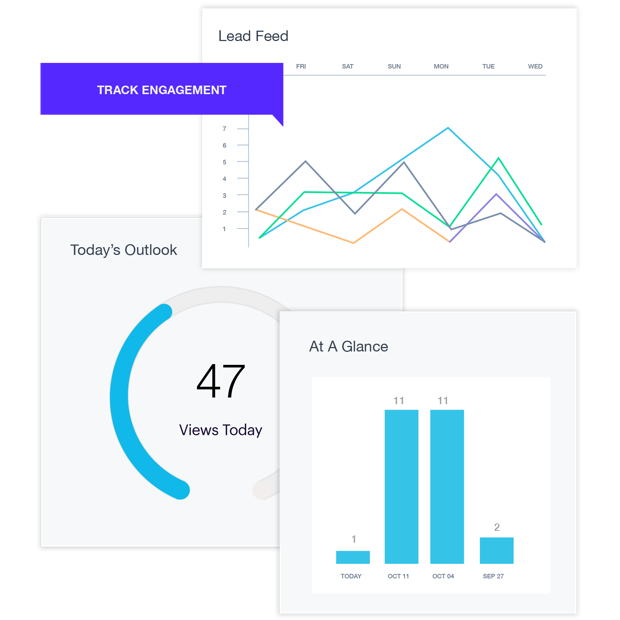 Lead Feed
FRI SAT SUN MON TUE WED
TRACK ENGAGEMENT
7
6
5
4
3
2
1
Today’s Outlook
47
Views Today
At A Glance
11 11
2
1
TODAY OCT 11 OCT 04 SEP 27